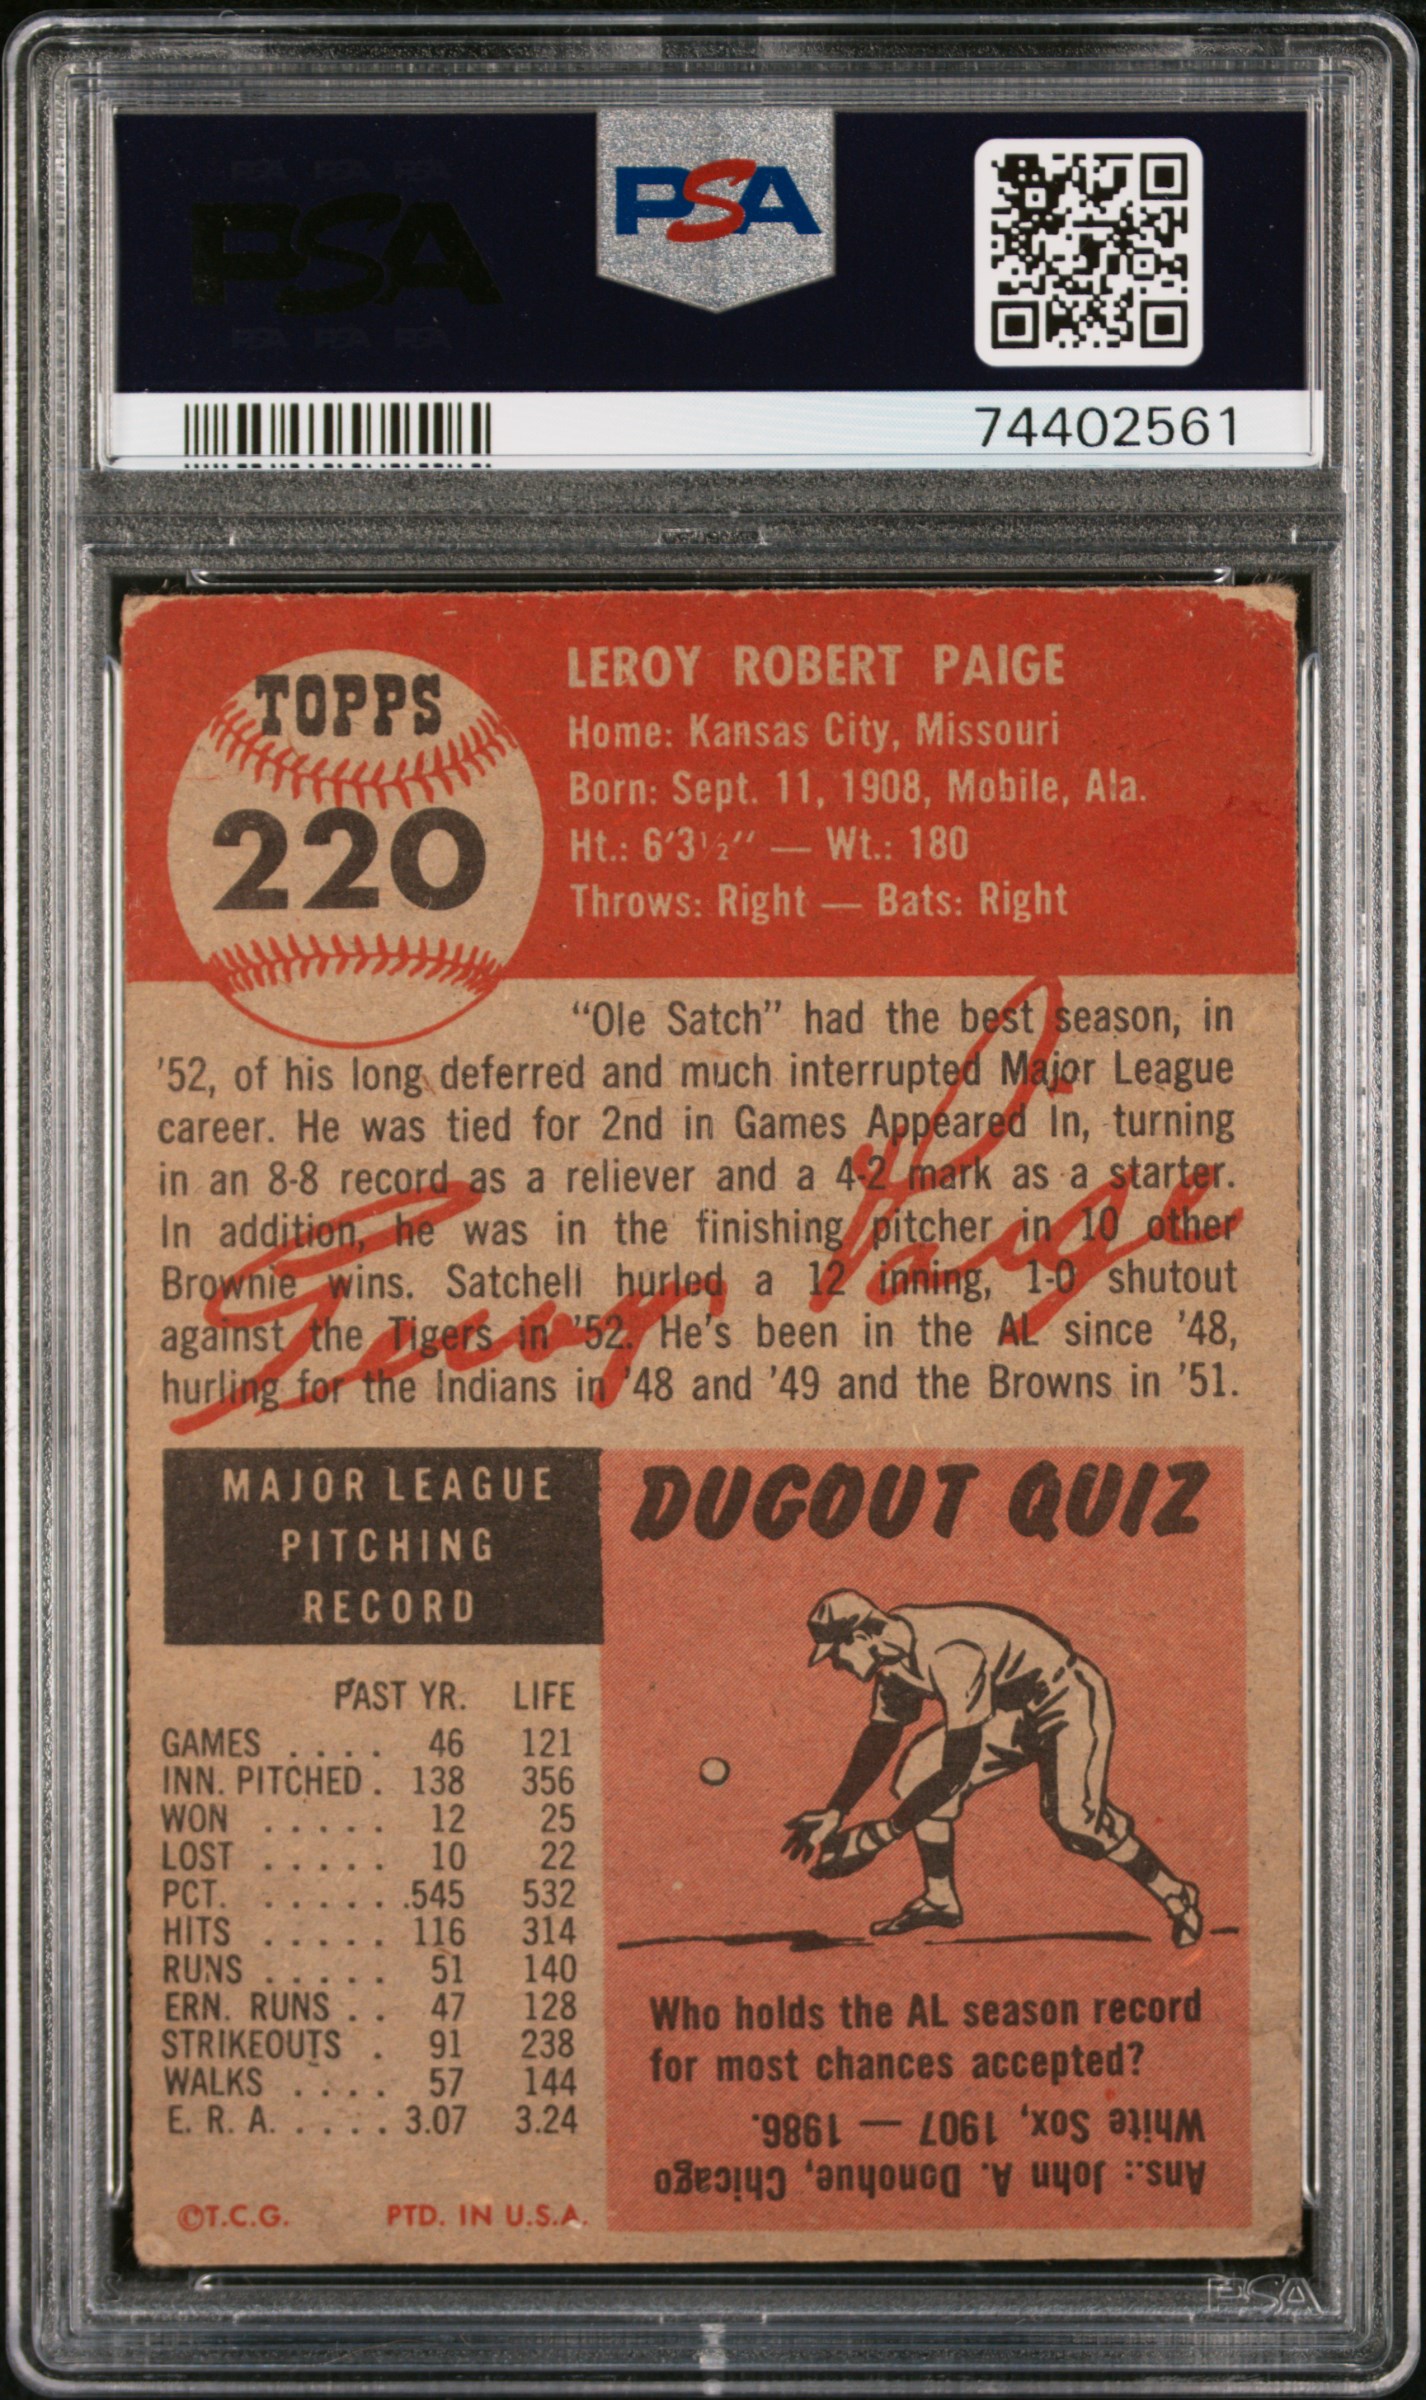 PSA
PSA
74402561
TOPPS
220
LEROY ROBERT PAIGE
Home: Kansas City, Missouri
Born: Sept. 11, 1908, Mobile, Ala.
Ht.: 6'3½" — Wt.: 180
Throws: Right — Bats: Right
"Ole Satch" had the best season, in
'52, of his long deferred and much interrupted Major League
career. He was tied for 2nd in Games Appeared In, turning
in an 8-8 record as a reliever and a 4-2 mark as a starter.
In addition, he was in the finishing pitcher in 10 other
Brownie wins. Satchell hurled a 12 inning, 1-0 shutout
against the Tigers in '52. He's been in the AL since '48,
hurling for the Indians in '48 and '49 and the Browns in '51.
Leroy Paige
MAJOR LEAGUE
PITCHING
RECORD
PAST YR. LIFE
GAMES .... 46 121
INN. PITCHED . 138 356
WON ..... 12 25
LOST ..... 10 22
PCT. ...... .545 532
HITS ..... 116 314
RUNS ..... 51 140
ERN. RUNS .. 47 128
STRIKEOUTS . 91 238
WALKS .... 57 144
E. R. A. ..... 3.07 3.24
©T.C.G. PTD. IN U.S.A.
DUGOUT QUIZ
Who holds the AL season record
for most chances accepted?
Ans.: John A. Donohue, Chicago
White Sox, 1907 — 1986.
PSA